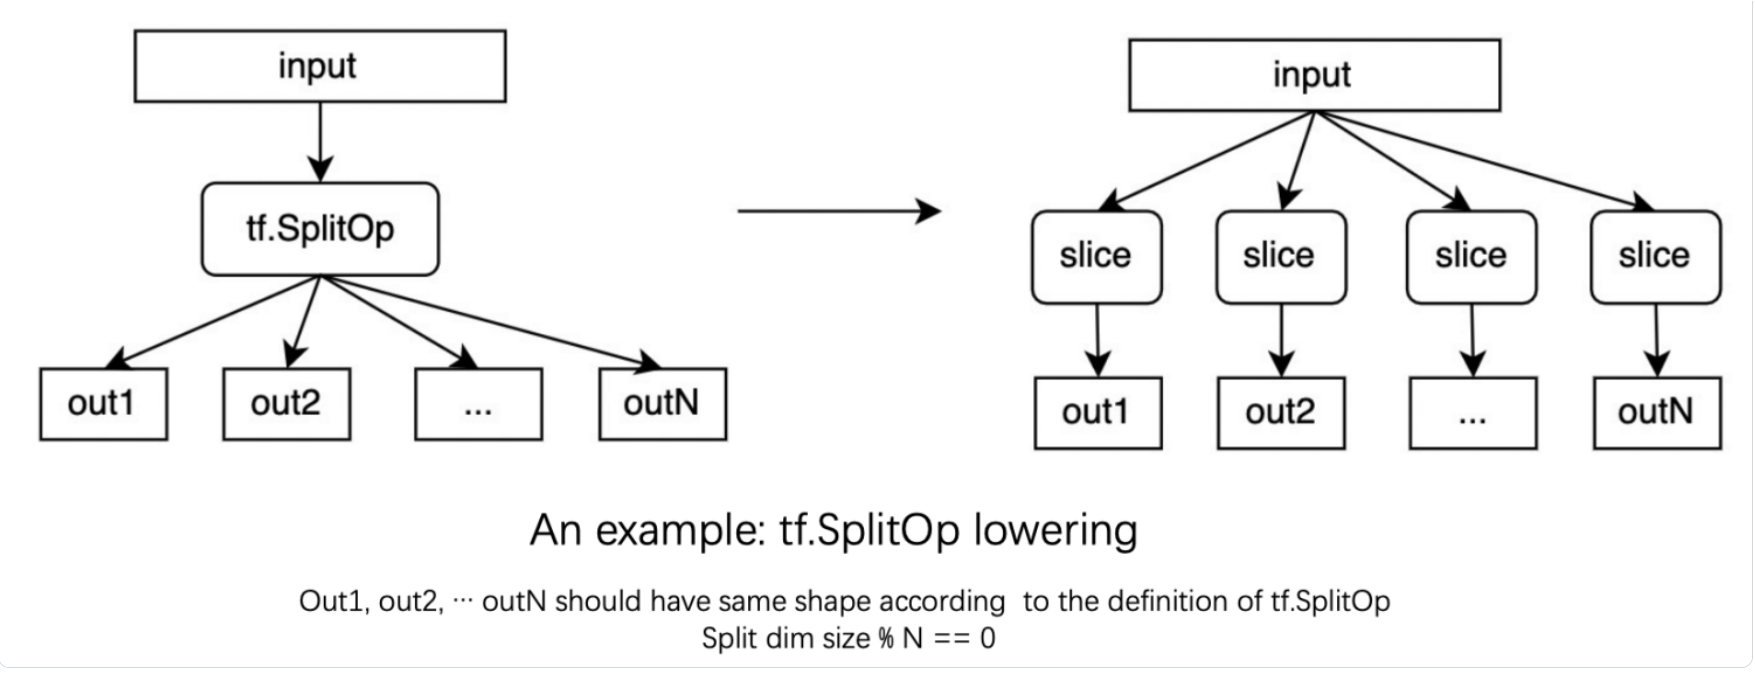 input
tf.SplitOp
out1
out2
...
outN
input
slice
slice
slice
slice
out1
out2
...
outN
An example: tf.SplitOp lowering
Out1, out2, ··· outN should have same shape according  to the definition of tf.SplitOp
Split dim size % N == 0